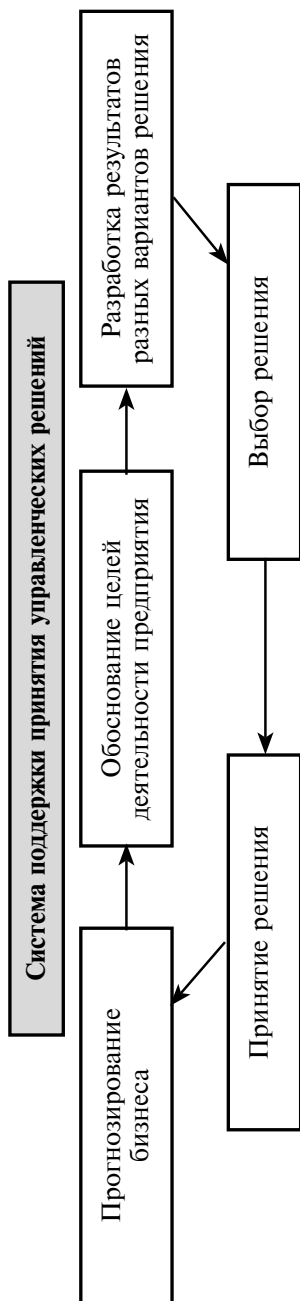 Система поддержки принятия управленческих решений
Прогнозирование
бизнеса
Обоснование целей
деятельности предприятия
Разработка результатов
разных вариантов решения
Выбор решения
Принятие решения